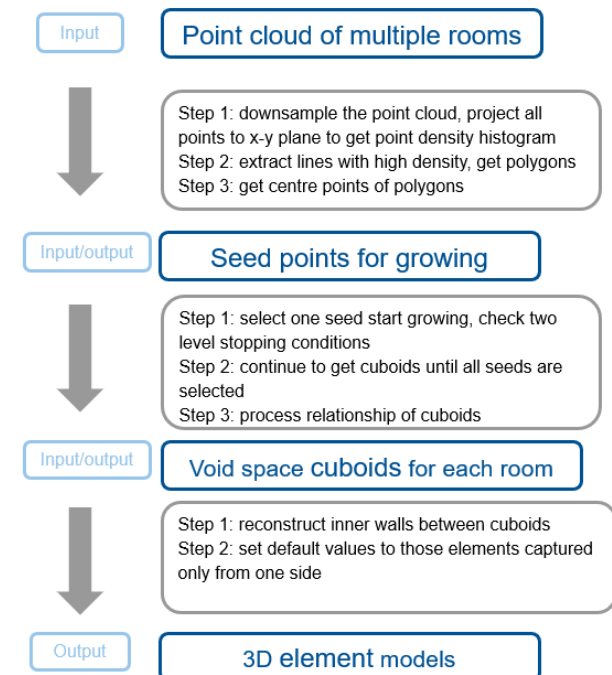 Input
Point cloud of multiple rooms
Step 1: downsample the point cloud, project all
points to x-y plane to get point density histogram
Step 2: extract lines with high density, get polygons
Step 3: get centre points of polygons
Input/output
Seed points for growing
Step 1: select one seed start growing, check two
level stopping conditions
Step 2: continue to get cuboids until all seeds are
selected
Step 3: process relationship of cuboids
Input/output
Void space cuboids for each room
Step 1: reconstruct inner walls between cuboids
Step 2: set default values to those elements captured
only from one side
Output
3D element models